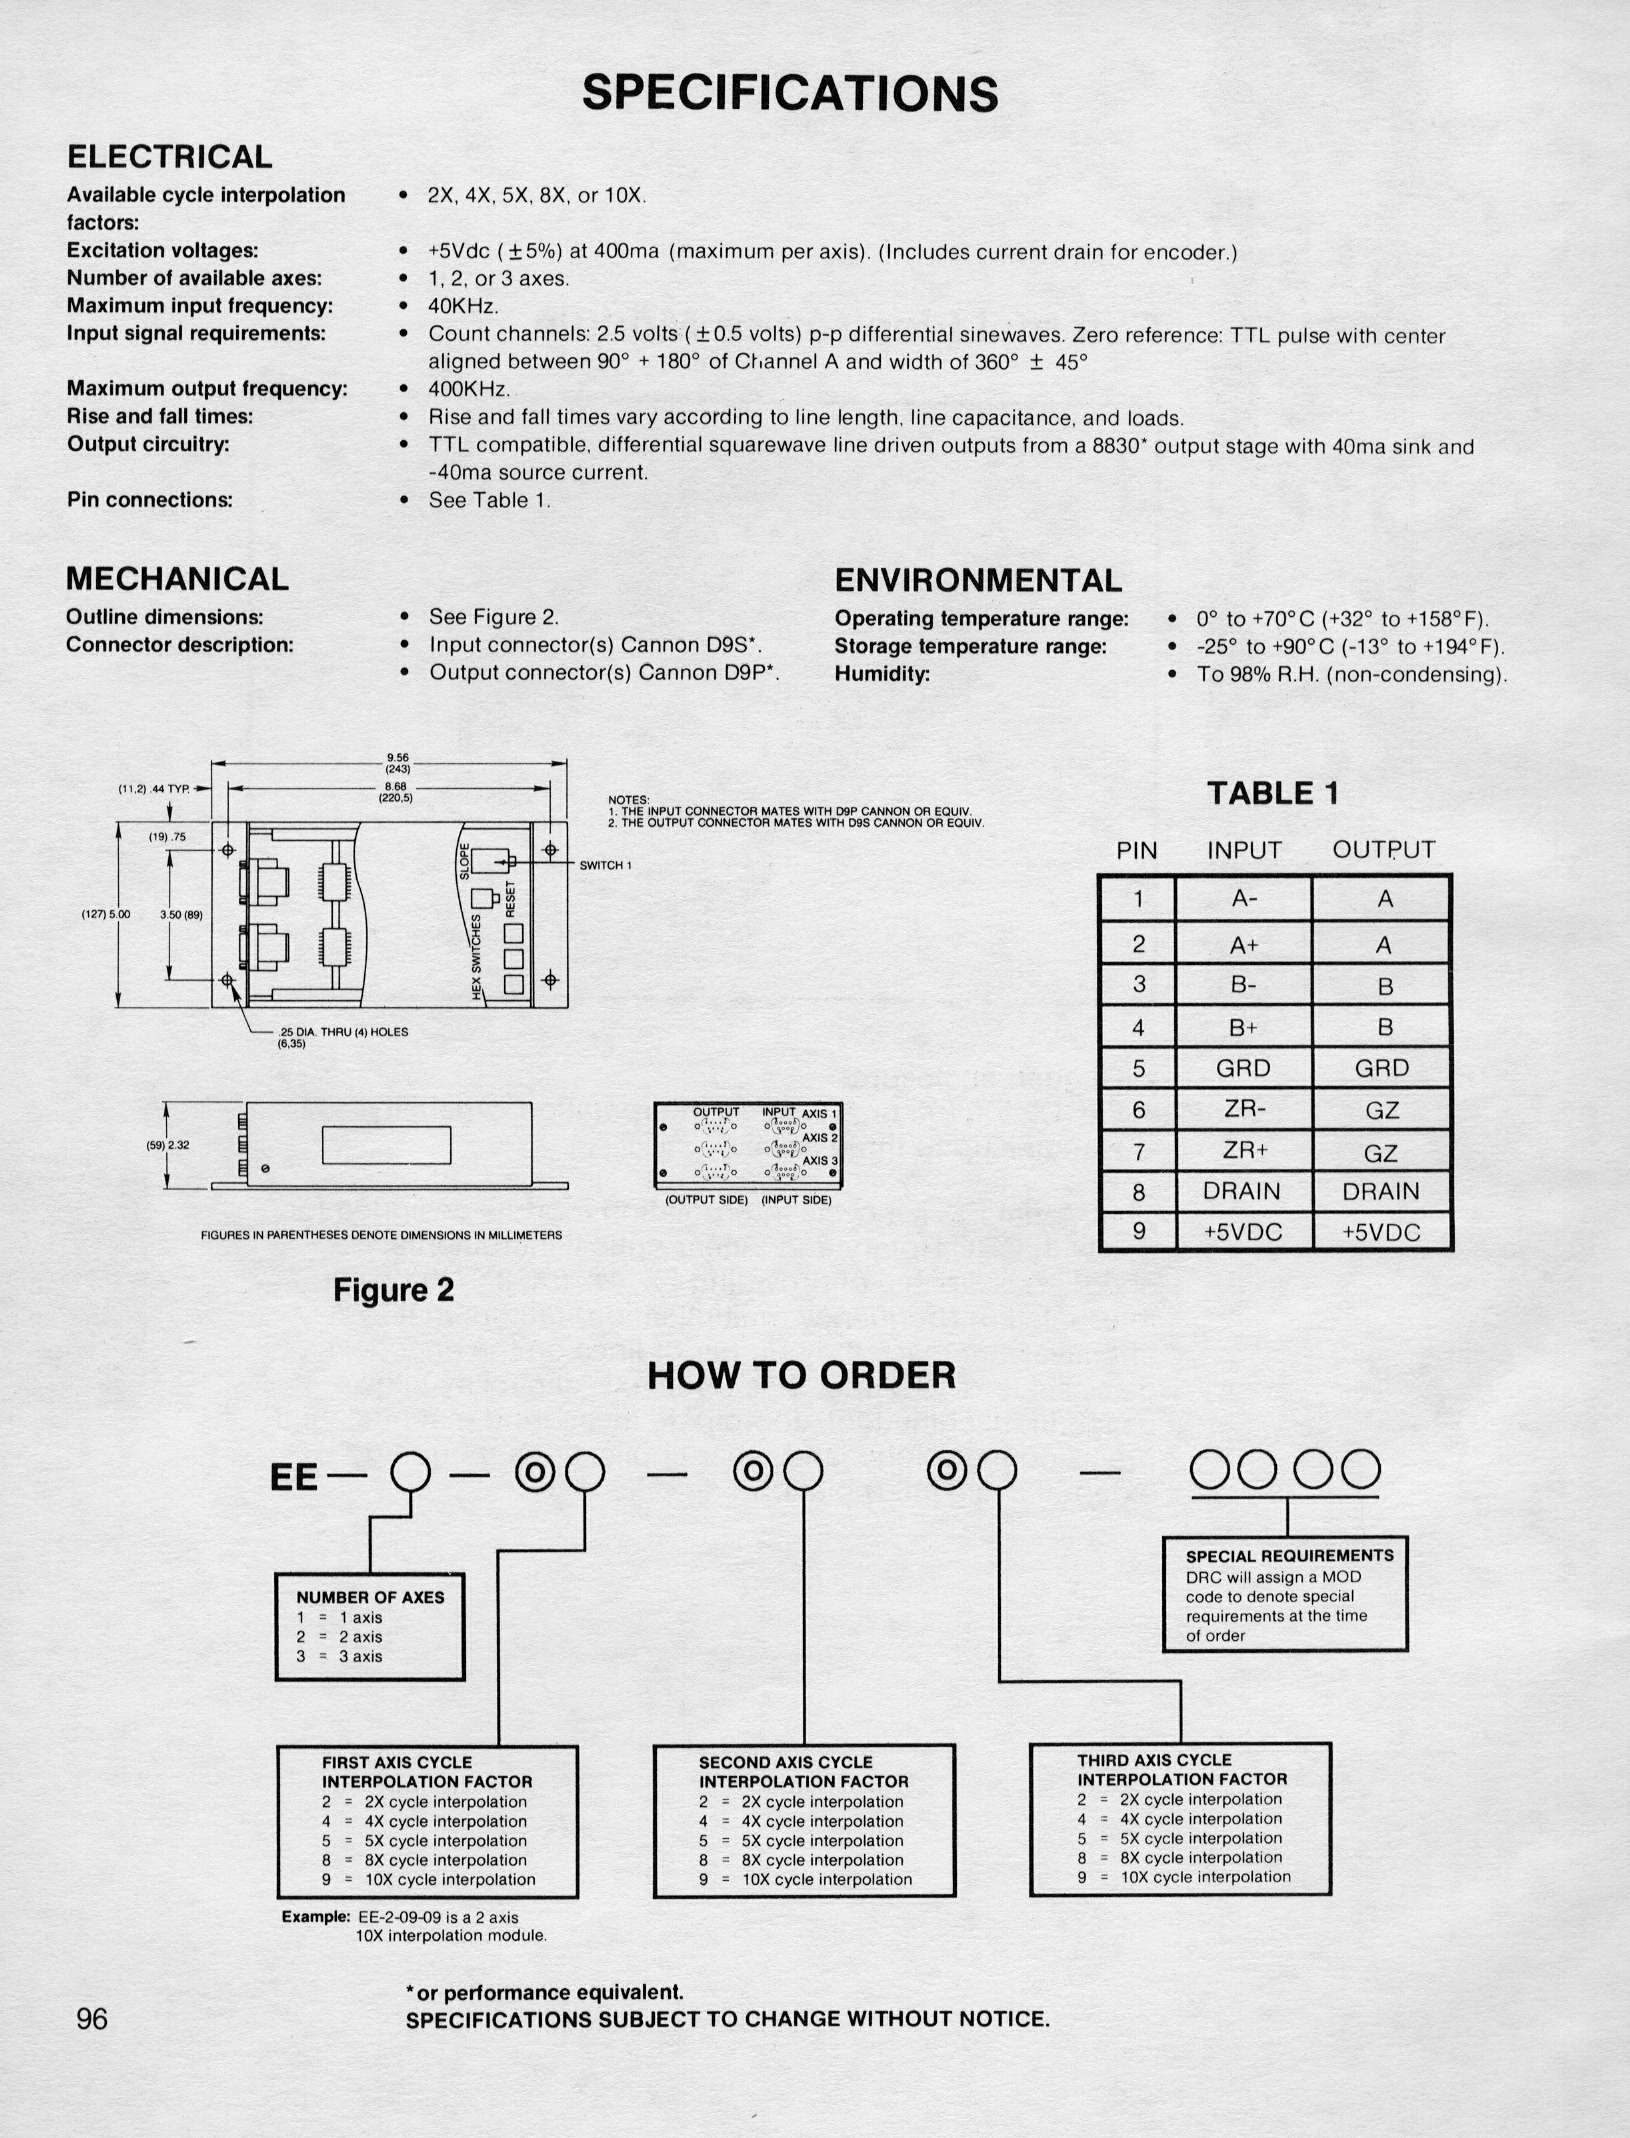 SPECIFICATIONS
ELECTRICAL
Available cycle interpolation factors:
• 2X, 4X, 5X, 8X, or 10X.
Excitation voltages:
• +5Vdc (±5%) at 400ma (maximum per axis). (Includes current drain for encoder.)
Number of available axes:
• 1, 2, or 3 axes.
Maximum input frequency:
• 40KHz.
Input signal requirements:
• Count channels: 2.5 volts (±0.5 volts) p-p differential sinewaves. Zero reference: TTL pulse with center
aligned between 90° + 180° of Channel A and width of 360° ± 45°
Maximum output frequency:
• 400KHz.
Rise and fall times:
• Rise and fall times vary according to line length, line capacitance, and loads.
Output circuitry:
• TTL compatible, differential squarewave line driven outputs from a 8830* output stage with 40ma sink and
-40ma source current.
Pin connections:
• See Table 1.
MECHANICAL
Outline dimensions:
• See Figure 2.
Connector description:
• Input connector(s) Cannon D9S*.
• Output connector(s) Cannon D9P*.
ENVIRONMENTAL
Operating temperature range:
• 0° to +70°C (+32° to +158°F).
Storage temperature range:
• -25° to +90°C (-13° to +194°F).
Humidity:
• To 98% R.H. (non-condensing).
9.56
(243)
8.68
(220,5)
(11,2) .44 TYP.
(19) .75
(127) 5.00
3.50 (89)
SLOPE
RESET
HEX SWITCHES
SWITCH 1
.25 DIA. THRU (4) HOLES
(6,35)
NOTES:
1. THE INPUT CONNECTOR MATES WITH D9P CANNON OR EQUIV.
2. THE OUTPUT CONNECTOR MATES WITH D9S CANNON OR EQUIV.
(59) 2.32
OUTPUT INPUT AXIS 1
AXIS 2
AXIS 3
(OUTPUT SIDE) (INPUT SIDE)
FIGURES IN PARENTHESES DENOTE DIMENSIONS IN MILLIMETERS
Figure 2
TABLE 1
PIN INPUT OUTPUT
1 A- A
2 A+ A
3 B- B
4 B+ B
5 GRD GRD
6 ZR- GZ
7 ZR+ GZ
8 DRAIN DRAIN
9 +5VDC +5VDC
HOW TO ORDER
EE — ○ — 0 ○ — 0 ○ 0 ○ — ○○○○
NUMBER OF AXES
1 = 1 axis
2 = 2 axis
3 = 3 axis
SPECIAL REQUIREMENTS
DRC will assign a MOD
code to denote special
requirements at the time
of order
FIRST AXIS CYCLE
INTERPOLATION FACTOR
2 = 2X cycle interpolation
4 = 4X cycle interpolation
5 = 5X cycle interpolation
8 = 8X cycle interpolation
9 = 10X cycle interpolation
SECOND AXIS CYCLE
INTERPOLATION FACTOR
2 = 2X cycle interpolation
4 = 4X cycle interpolation
5 = 5X cycle interpolation
8 = 8X cycle interpolation
9 = 10X cycle interpolation
THIRD AXIS CYCLE
INTERPOLATION FACTOR
2 = 2X cycle interpolation
4 = 4X cycle interpolation
5 = 5X cycle interpolation
8 = 8X cycle interpolation
9 = 10X cycle interpolation
Example: EE-2-09-09 is a 2 axis
10X interpolation module.
*or performance equivalent.
SPECIFICATIONS SUBJECT TO CHANGE WITHOUT NOTICE.
96